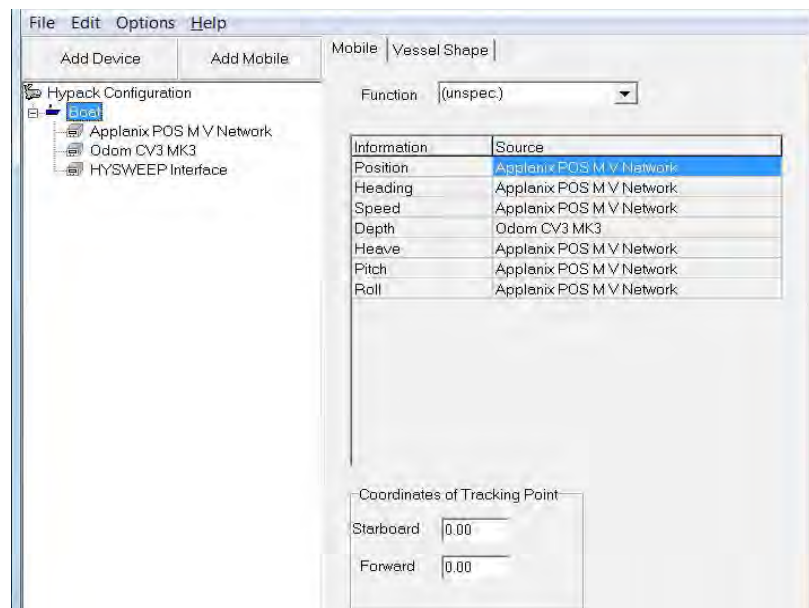 File Edit Options Help
Add Device Add Mobile
Mobile Vessel Shape
Hypack Configuration
Boat
Applanix POS M V Network
Odom CV3 MK3
HYSWEEP Interface
Function (unspec.)
Information Source
Position Applanix POS M V Network
Heading Applanix POS M V Network
Speed Applanix POS M V Network
Depth Odom CV3 MK3
Heave Applanix POS M V Network
Pitch Applanix POS M V Network
Roll Applanix POS M V Network
Coordinates of Tracking Point
Starboard 0.00
Forward 0.00